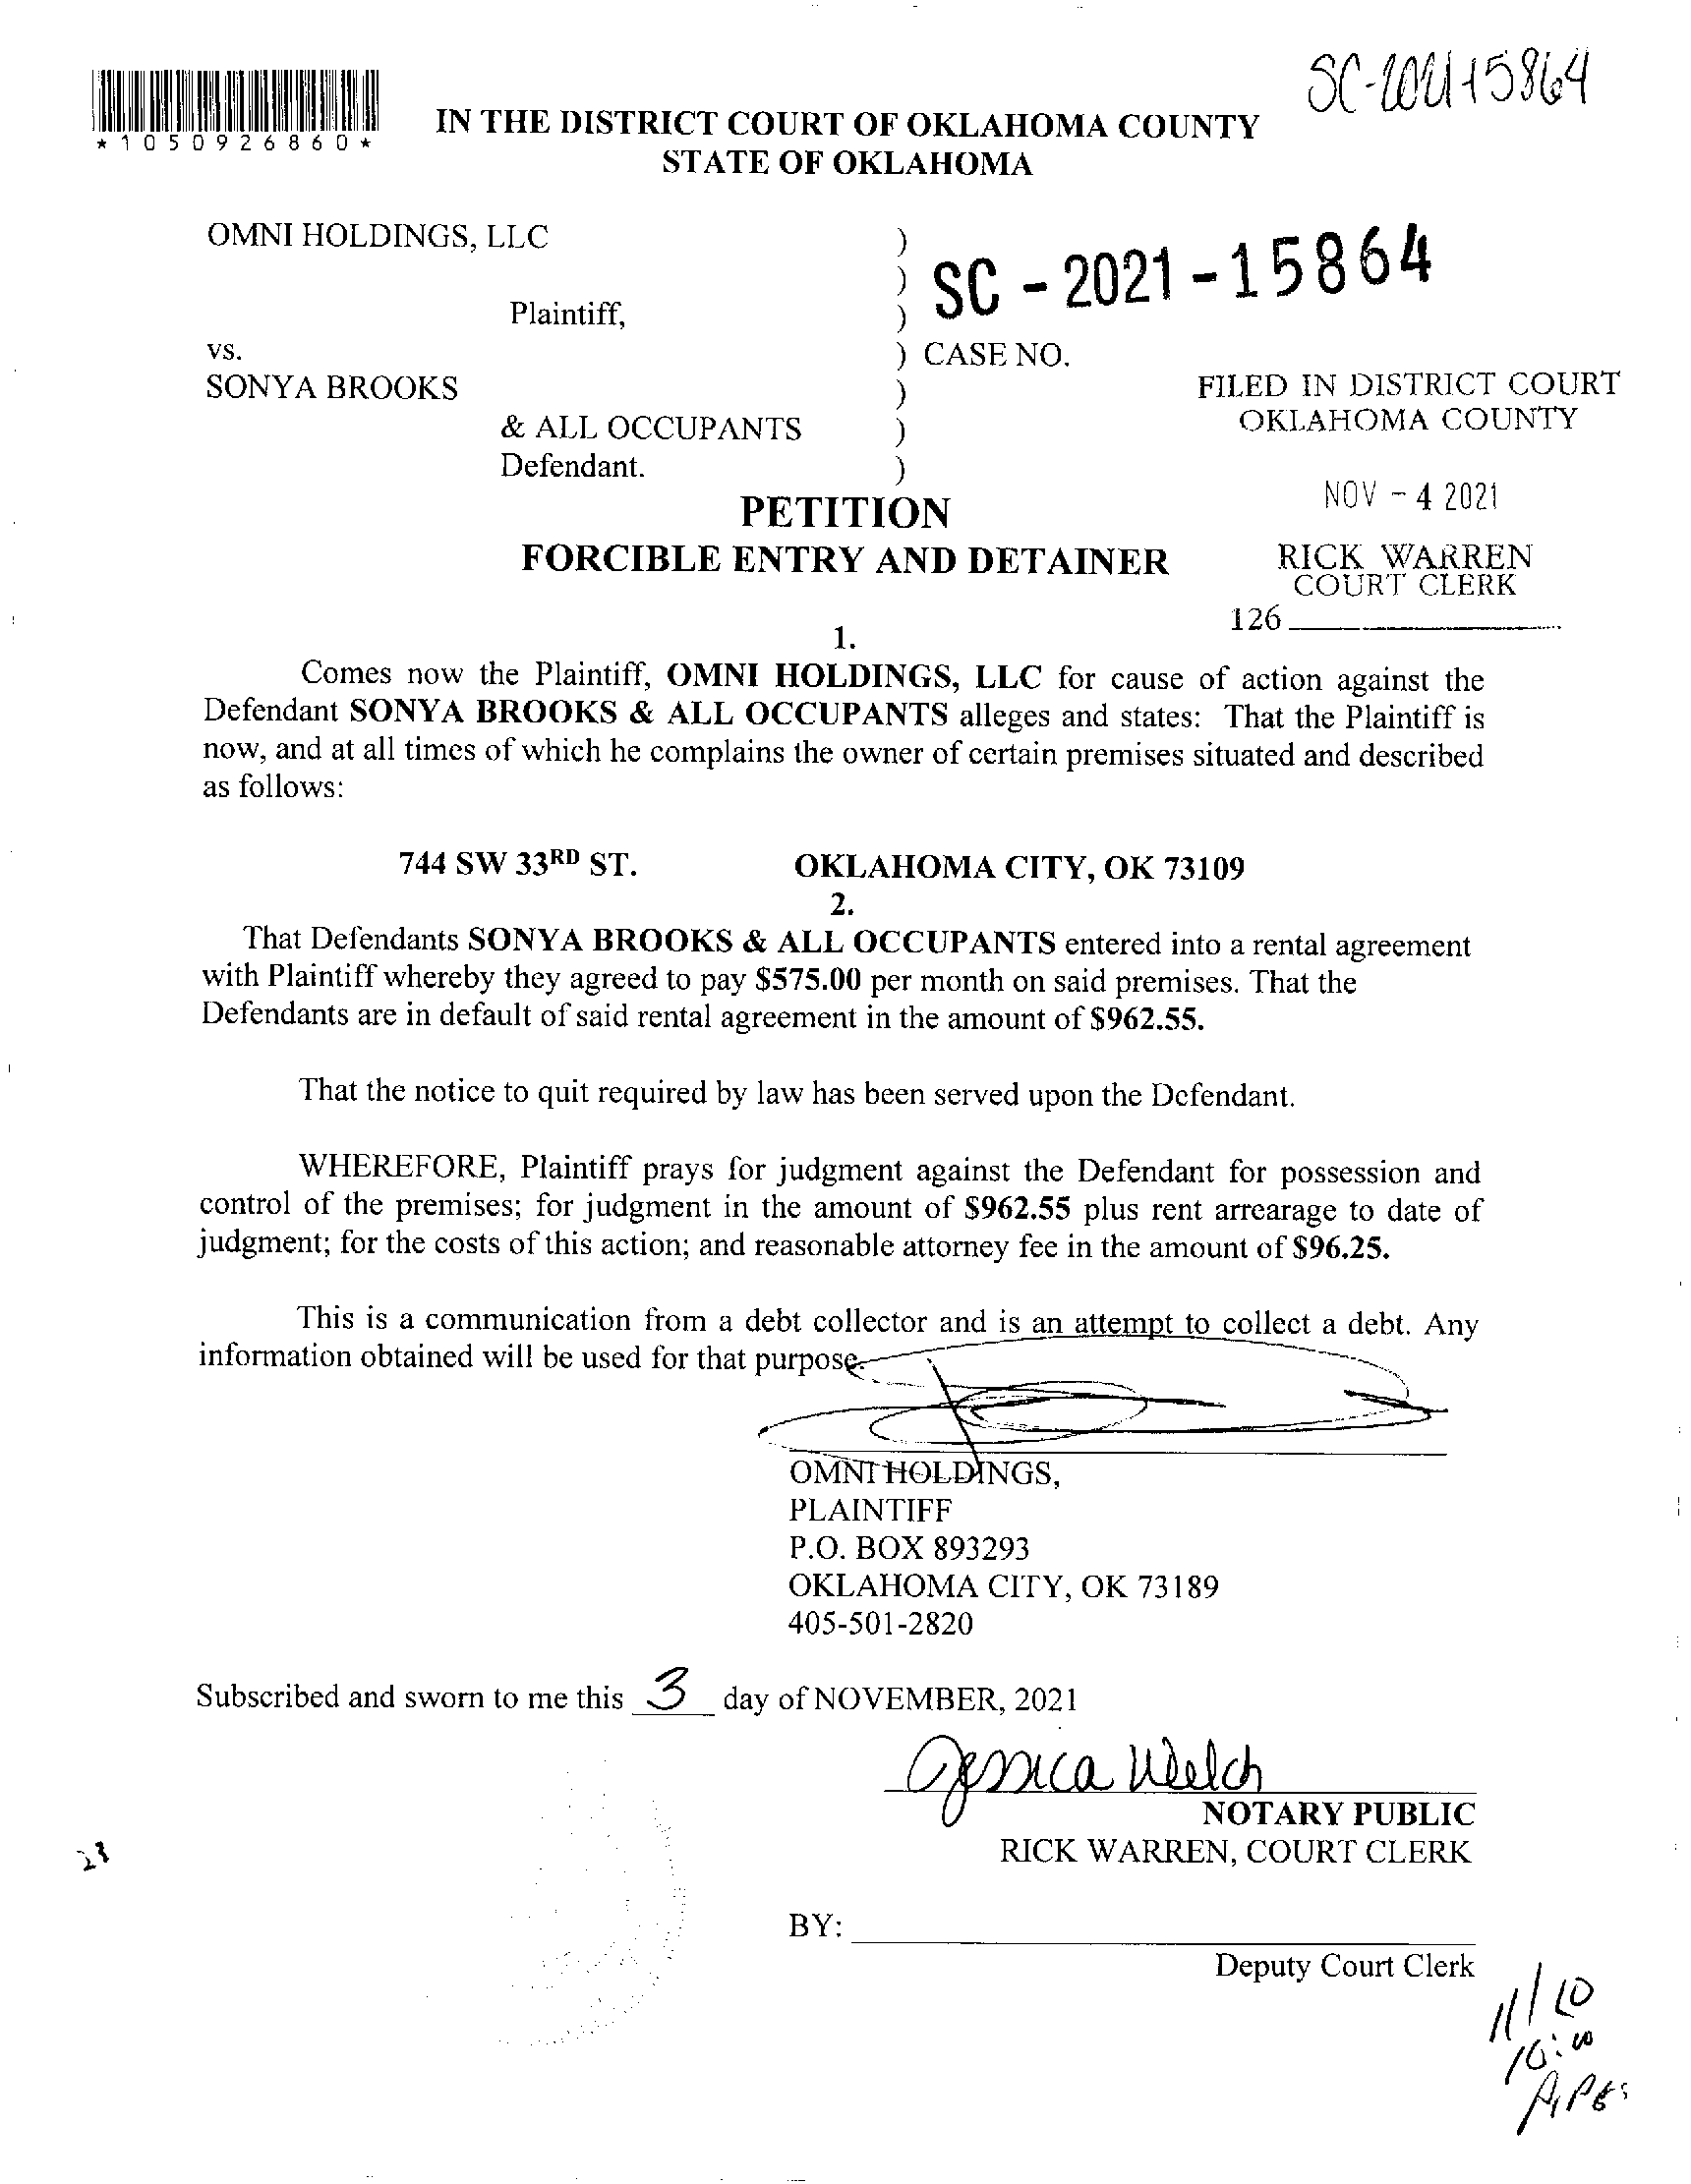 SC-202115864
*1050926860*
IN THE DISTRICT COURT OF OKLAHOMA COUNTY
STATE OF OKLAHOMA
OMNI HOLDINGS, LLC )
)
SC - 2021 - 15864
Plaintiff, )
vs. ) CASE NO.
SONYA BROOKS )
FILED IN DISTRICT COURT
& ALL OCCUPANTS )
OKLAHOMA COUNTY
Defendant. )
NOV - 4 2021
PETITION
FORCIBLE ENTRY AND DETAINER
RICK WARREN
COURT CLERK
126
1.
Comes now the Plaintiff, OMNI HOLDINGS, LLC for cause of action against the
Defendant SONYA BROOKS & ALL OCCUPANTS alleges and states: That the Plaintiff is
now, and at all times of which he complains the owner of certain premises situated and described
as follows:
744 SW 33RD ST. OKLAHOMA CITY, OK 73109
2.
That Defendants SONYA BROOKS & ALL OCCUPANTS entered into a rental agreement
with Plaintiff whereby they agreed to pay $575.00 per month on said premises. That the
Defendants are in default of said rental agreement in the amount of $962.55.
That the notice to quit required by law has been served upon the Defendant.
WHEREFORE, Plaintiff prays for judgment against the Defendant for possession and
control of the premises; for judgment in the amount of $962.55 plus rent arrearage to date of
judgment; for the costs of this action; and reasonable attorney fee in the amount of $96.25.
This is a communication from a debt collector and is an attempt to collect a debt. Any
information obtained will be used for that purpose.
OMNI HOLDINGS,
PLAINTIFF
P.O. BOX 893293
OKLAHOMA CITY, OK 73189
405-501-2820
Subscribed and sworn to me this 3 day of NOVEMBER, 2021
Jessica Welch
NOTARY PUBLIC
RICK WARREN, COURT CLERK
23
BY:
Deputy Court Clerk
11/10